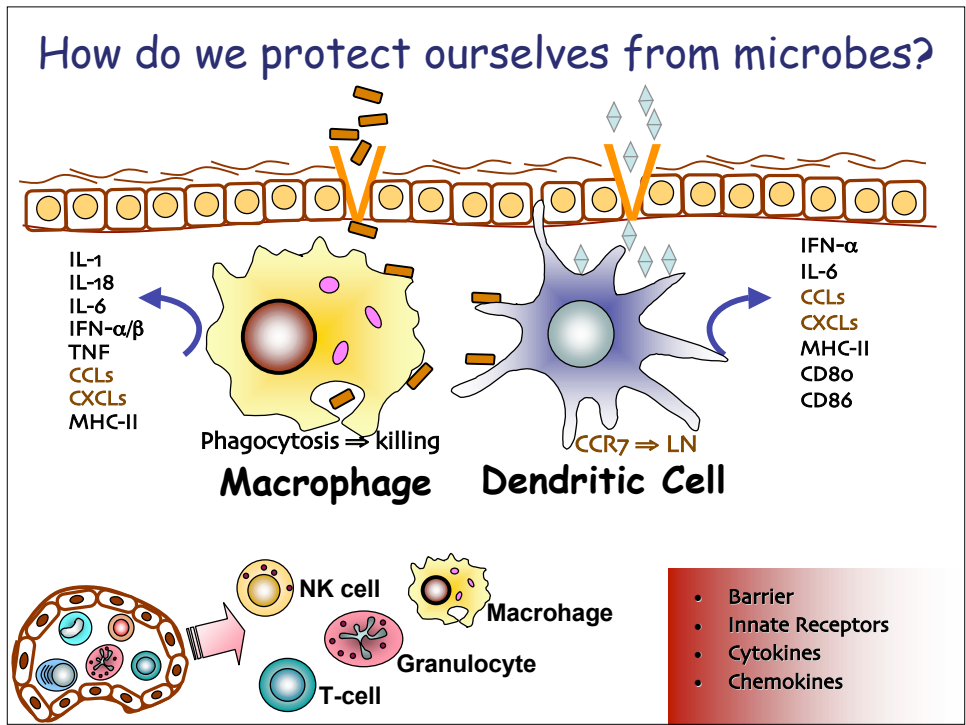 How do we protect ourselves from microbes?
IL-1
IL-18
IL-6
IFN-α/β
TNF
CCLs
CXCLs
MHC-II
IFN-α
IL-6
CCLs
CXCLs
MHC-II
CD80
CD86
Phagocytosis ⇒ killing
Macrophage
CCR7 ⇒ LN
Dendritic Cell
NK cell
Macrohage
Granulocyte
T-cell
• Barrier
• Innate Receptors
• Cytokines
• Chemokines